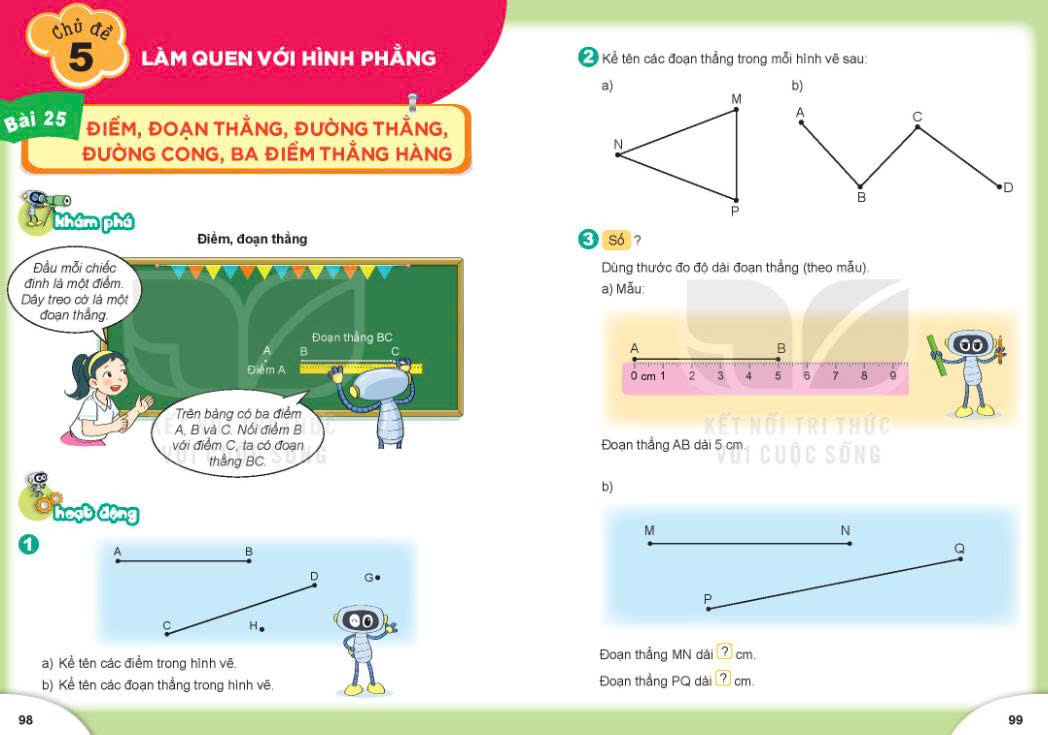 Chủ đề
5
LÀM QUEN VỚI HÌNH PHẲNG
Bài 25
ĐIỂM, ĐOẠN THẲNG, ĐƯỜNG THẲNG,
ĐƯỜNG CONG, BA ĐIỂM THẲNG HÀNG
khám phá
Điểm, đoạn thẳng
Đầu mỗi chiếc
đinh là một điểm.
Dây treo cờ là một
đoạn thẳng.
Đoạn thẳng BC
A
B
C
Điểm A
Trên bảng có ba điểm
A, B và C. Nối điểm B
với điểm C, ta có đoạn
thẳng BC.
hoạt động
1
A
B
D
G
C
H
a) Kể tên các điểm trong hình vẽ.
b) Kể tên các đoạn thẳng trong hình vẽ.
98
2 Kể tên các đoạn thẳng trong mỗi hình vẽ sau:
a)
b)
M
N
P
A
C
B
D
3 Số ?
Dùng thước đo độ dài đoạn thẳng (theo mẫu).
a) Mẫu:
A
B
0 cm 1 2 3 4 5 6 7 8 9
KẾT NỐI TRI THỨC
VỚI CUỘC SỐNG
Đoạn thẳng AB dài 5 cm.
b)
M
N
Q
P
Đoạn thẳng MN dài ? cm.
Đoạn thẳng PQ dài ? cm.
99